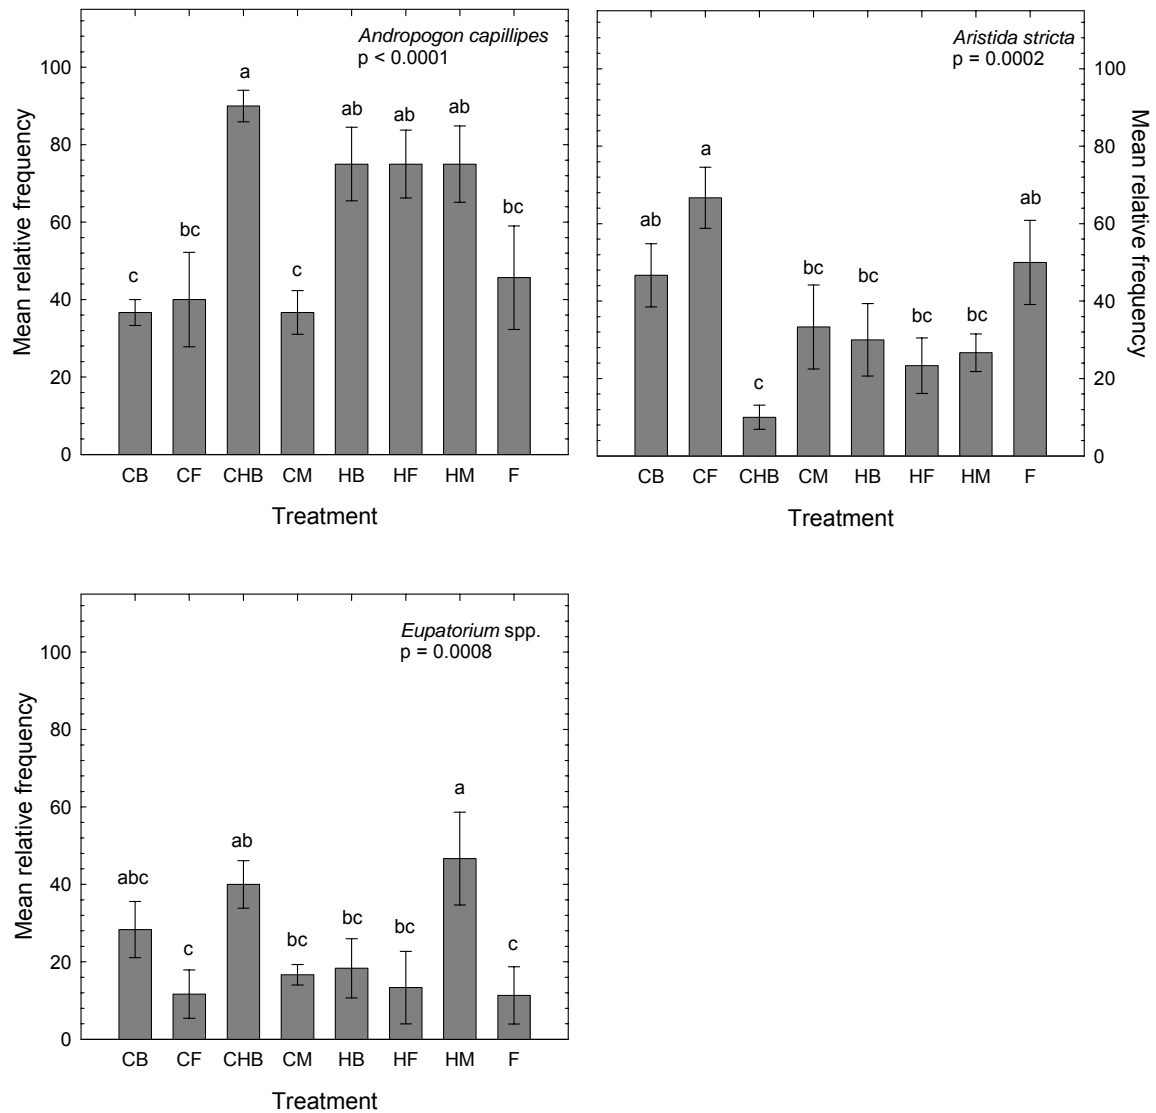 Andropogon capillipes
p < 0.0001
Mean relative frequency
100
80
60
40
20
0
c
bc
a
c
ab
ab
ab
bc
CB CF CHB CM HB HF HM F
Treatment
Aristida stricta
p = 0.0002
Mean relative frequency
100
80
60
40
20
0
ab
a
c
bc
bc
bc
bc
ab
CB CF CHB CM HB HF HM F
Treatment
Eupatorium spp.
p = 0.0008
Mean relative frequency
100
80
60
40
20
0
abc
c
ab
bc
bc
bc
a
c
CB CF CHB CM HB HF HM F
Treatment